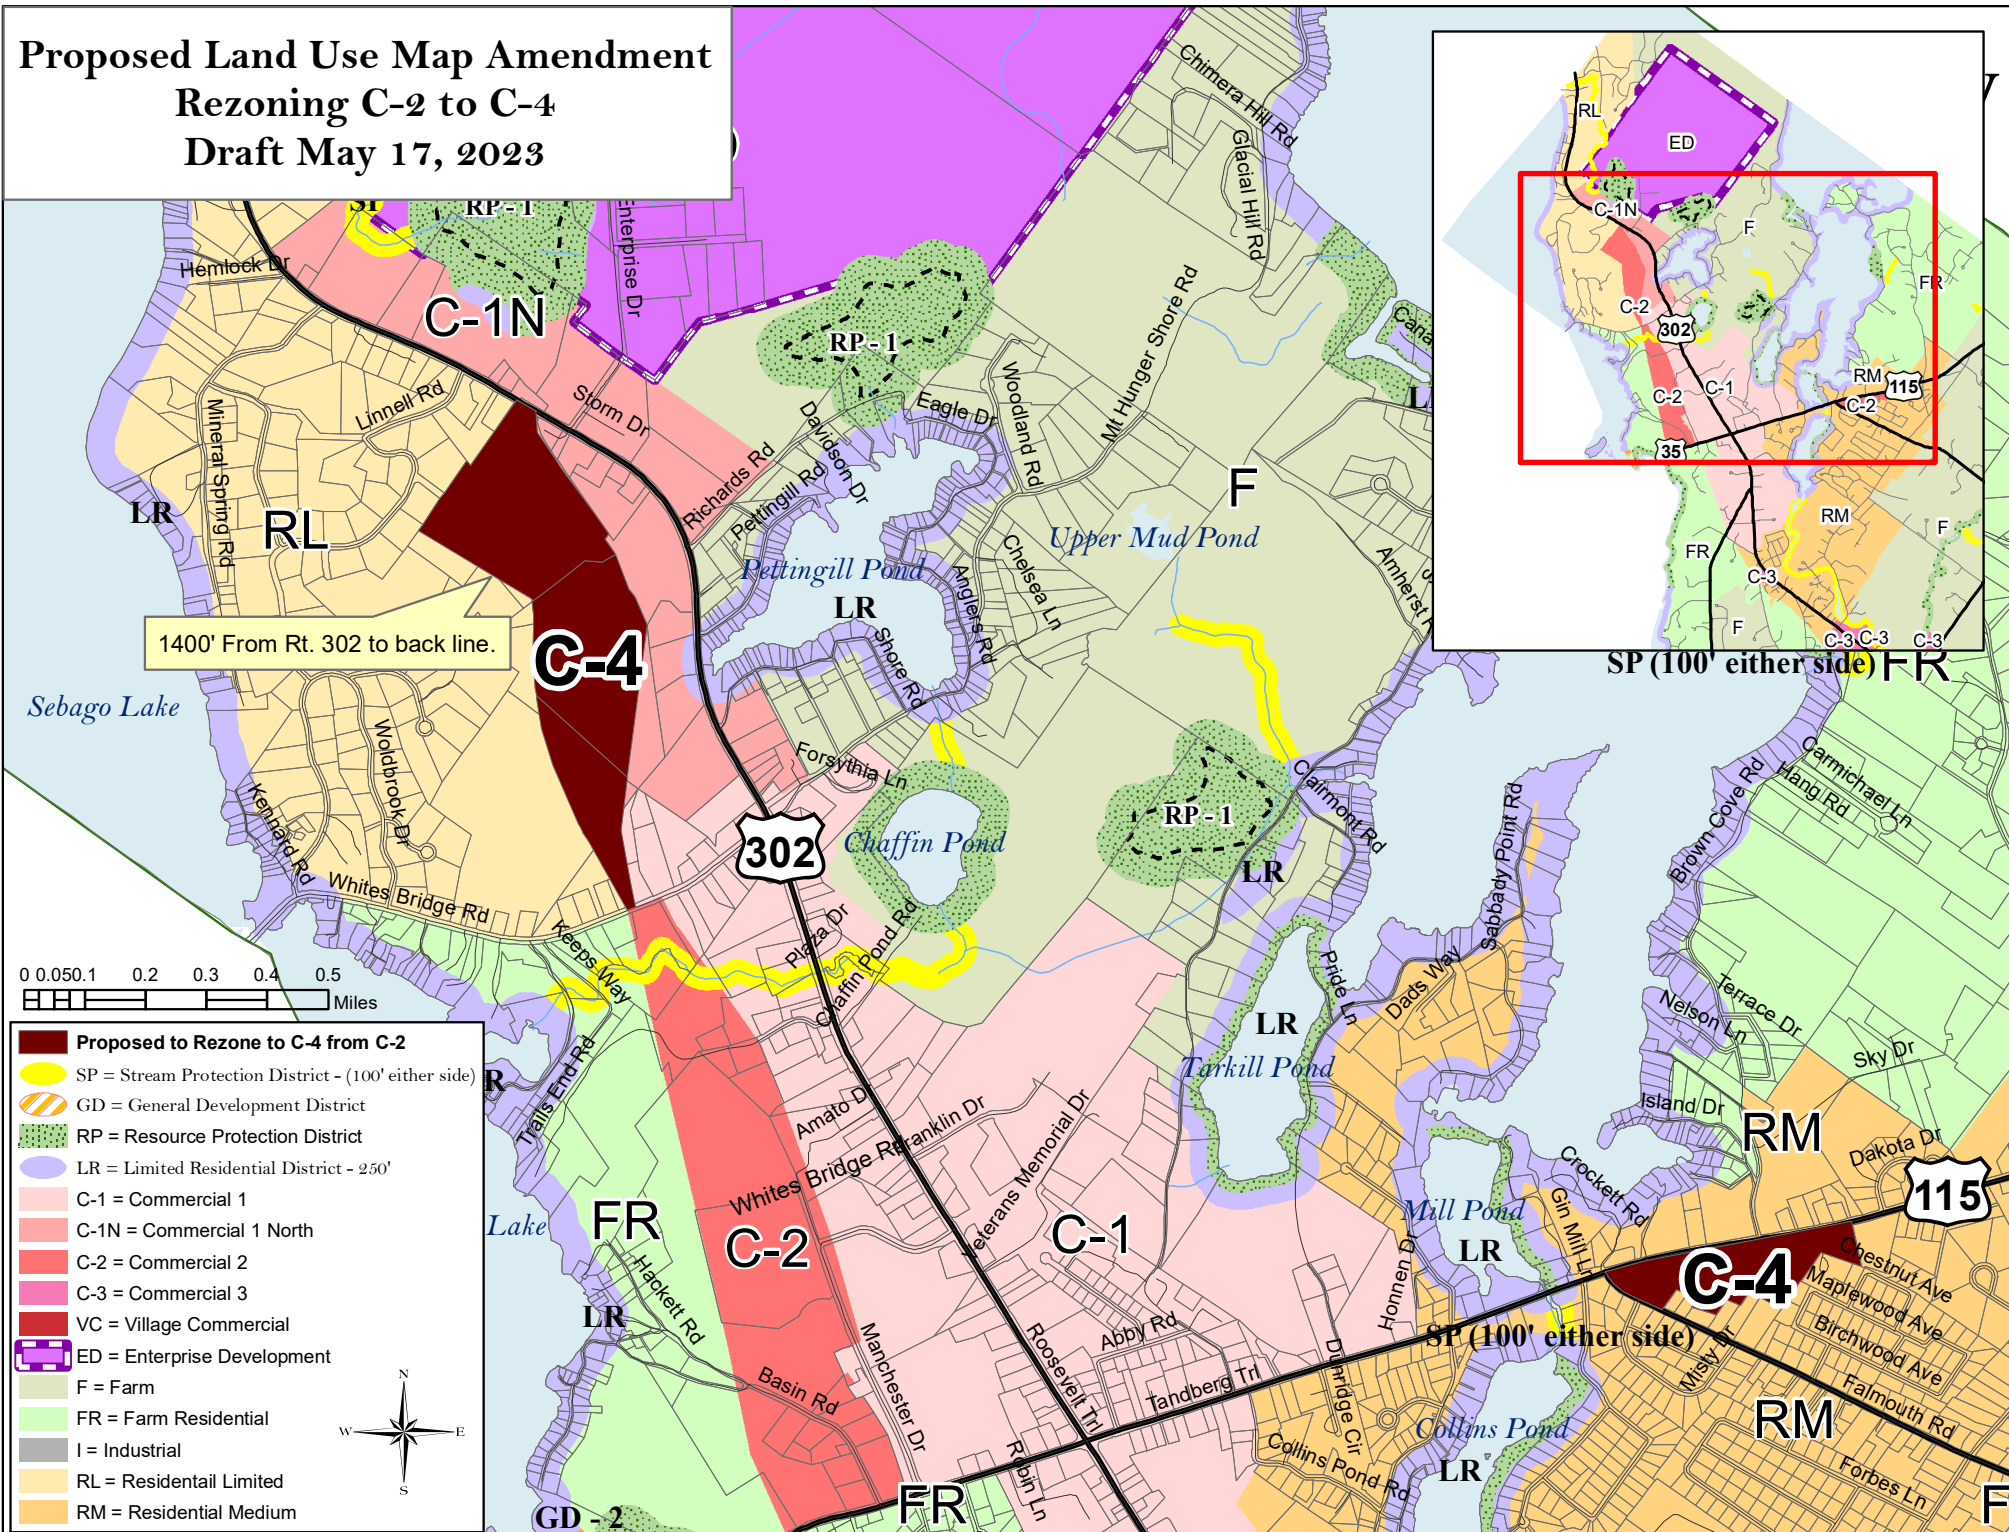 Proposed Land Use Map Amendment
Rezoning C-2 to C-4
Draft May 17, 2023
Chimera Hill Rd
Glacial Hill Rd
RL
ED
C-1N
F
FR
C-2
302
C-2
C-1
RM
115
C-2
35
RM
F
FR
C-3
F
C-3
C-3
C-3
SP
RP - 1
Enterprise Dr
Hemlock Dr
C-1N
RP - 1
Mt Hunger Shore Rd
Storm Dr
Linnell Rd
Mineral Spring Rd
Eagle Dr
Woodland Rd
Davidson Dr
Richards Rd
Pettingill Rd
LR
RL
F
Upper Mud Pond
Pettingill Pond
LR
Chelsea Ln
Anglers Rd
Shore Rd
1400' From Rt. 302 to back line.
C-4
SP (100' either side)
FR
Sebago Lake
Woldbrook Dr
Forsythia Ln
Clairmont Rd
Carmichael Ln
Hang Rd
Brown Cove Rd
Sabbady Point Rd
Kenhard Rd
302
Chaffin Pond
RP - 1
LR
Whites Bridge Rd
Keeps Way
Plaza Dr
Chaffin Pond Rd
Pride Ln
Dads Way
LR
Tarkill Pond
Terrace Dr
Nelson Ln
Sky Dr
0 0.05 0.1 0.2 0.3 0.4 0.5
Miles
Trails End Rd
Amato Dr
Franklin Dr
Whites Bridge Rd
Veterans Memorial Dr
Island Dr
RM
Dakota Dr
Crockett Rd
115
Gin Mill Ln
Mill Pond
LR
Lake
FR
C-2
C-1
Honnen Dr
C-4
Chestnut Ave
Maplewood Ave
Birchwood Ave
Hackett Rd
LR
Manchester Dr
Roosevelt Trl
Abby Rd
Dunridge Cir
SP (100' either side)
Misty Dr
Basin Rd
Tandberg Trl
Falmouth Rd
RM
Collins Pond
LR
Collins Pond Rd
Forbes Ln
Robin Ln
FR
GD - 2
Proposed to Rezone to C-4 from C-2
SP = Stream Protection District - (100' either side)
GD = General Development District
RP = Resource Protection District
LR = Limited Residential District - 250'
C-1 = Commercial 1
C-1N = Commercial 1 North
C-2 = Commercial 2
C-3 = Commercial 3
VC = Village Commercial
ED = Enterprise Development
F = Farm
FR = Farm Residential
I = Industrial
RL = Residentail Limited
RM = Residential Medium
N
W E
S